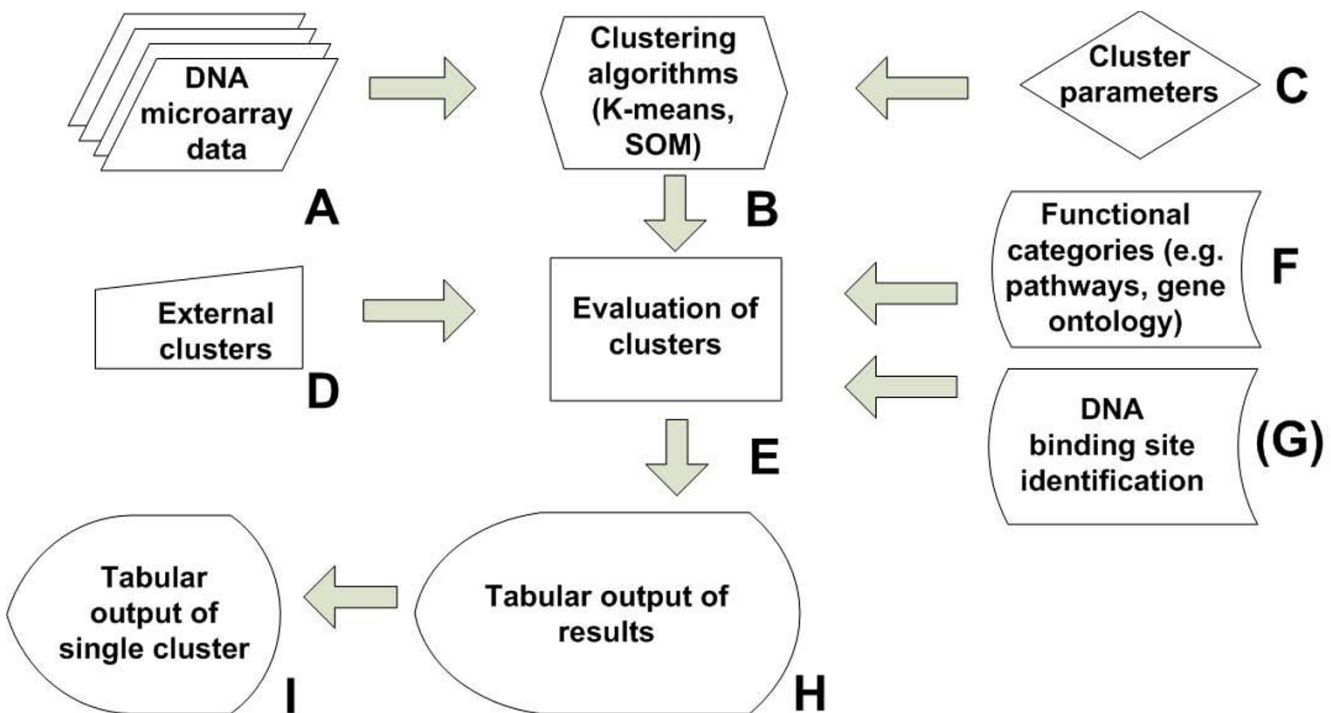 DNA
microarray
data
A
Clustering
algorithms
(K-means,
SOM)
B
Cluster
parameters
C
External
clusters
D
Evaluation of
clusters
E
Functional
categories (e.g.
pathways, gene
ontology)
F
DNA
binding site
identification
(G)
Tabular output of
results
H
Tabular
output of
single cluster
I